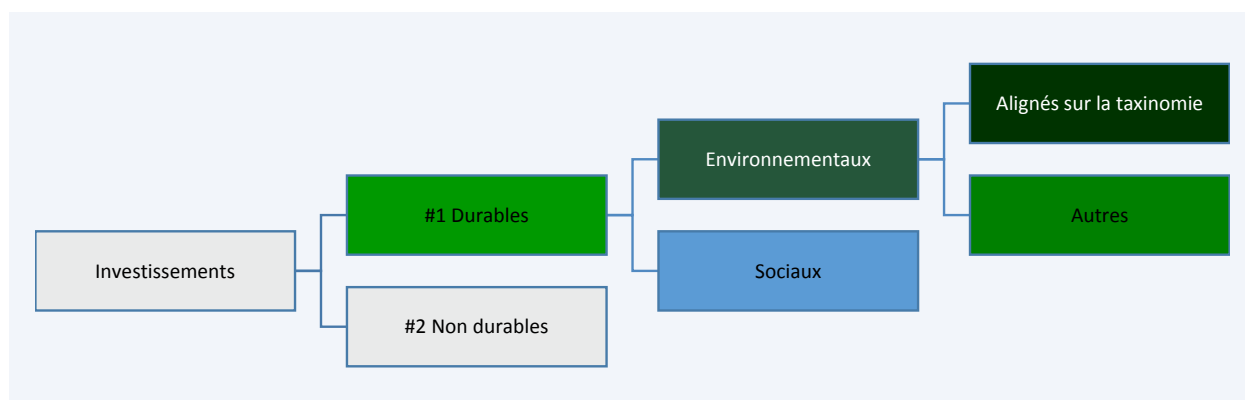 Alignés sur la taxinomie
Environnementaux
#1 Durables
Autres
Investissements
Sociaux
#2 Non durables